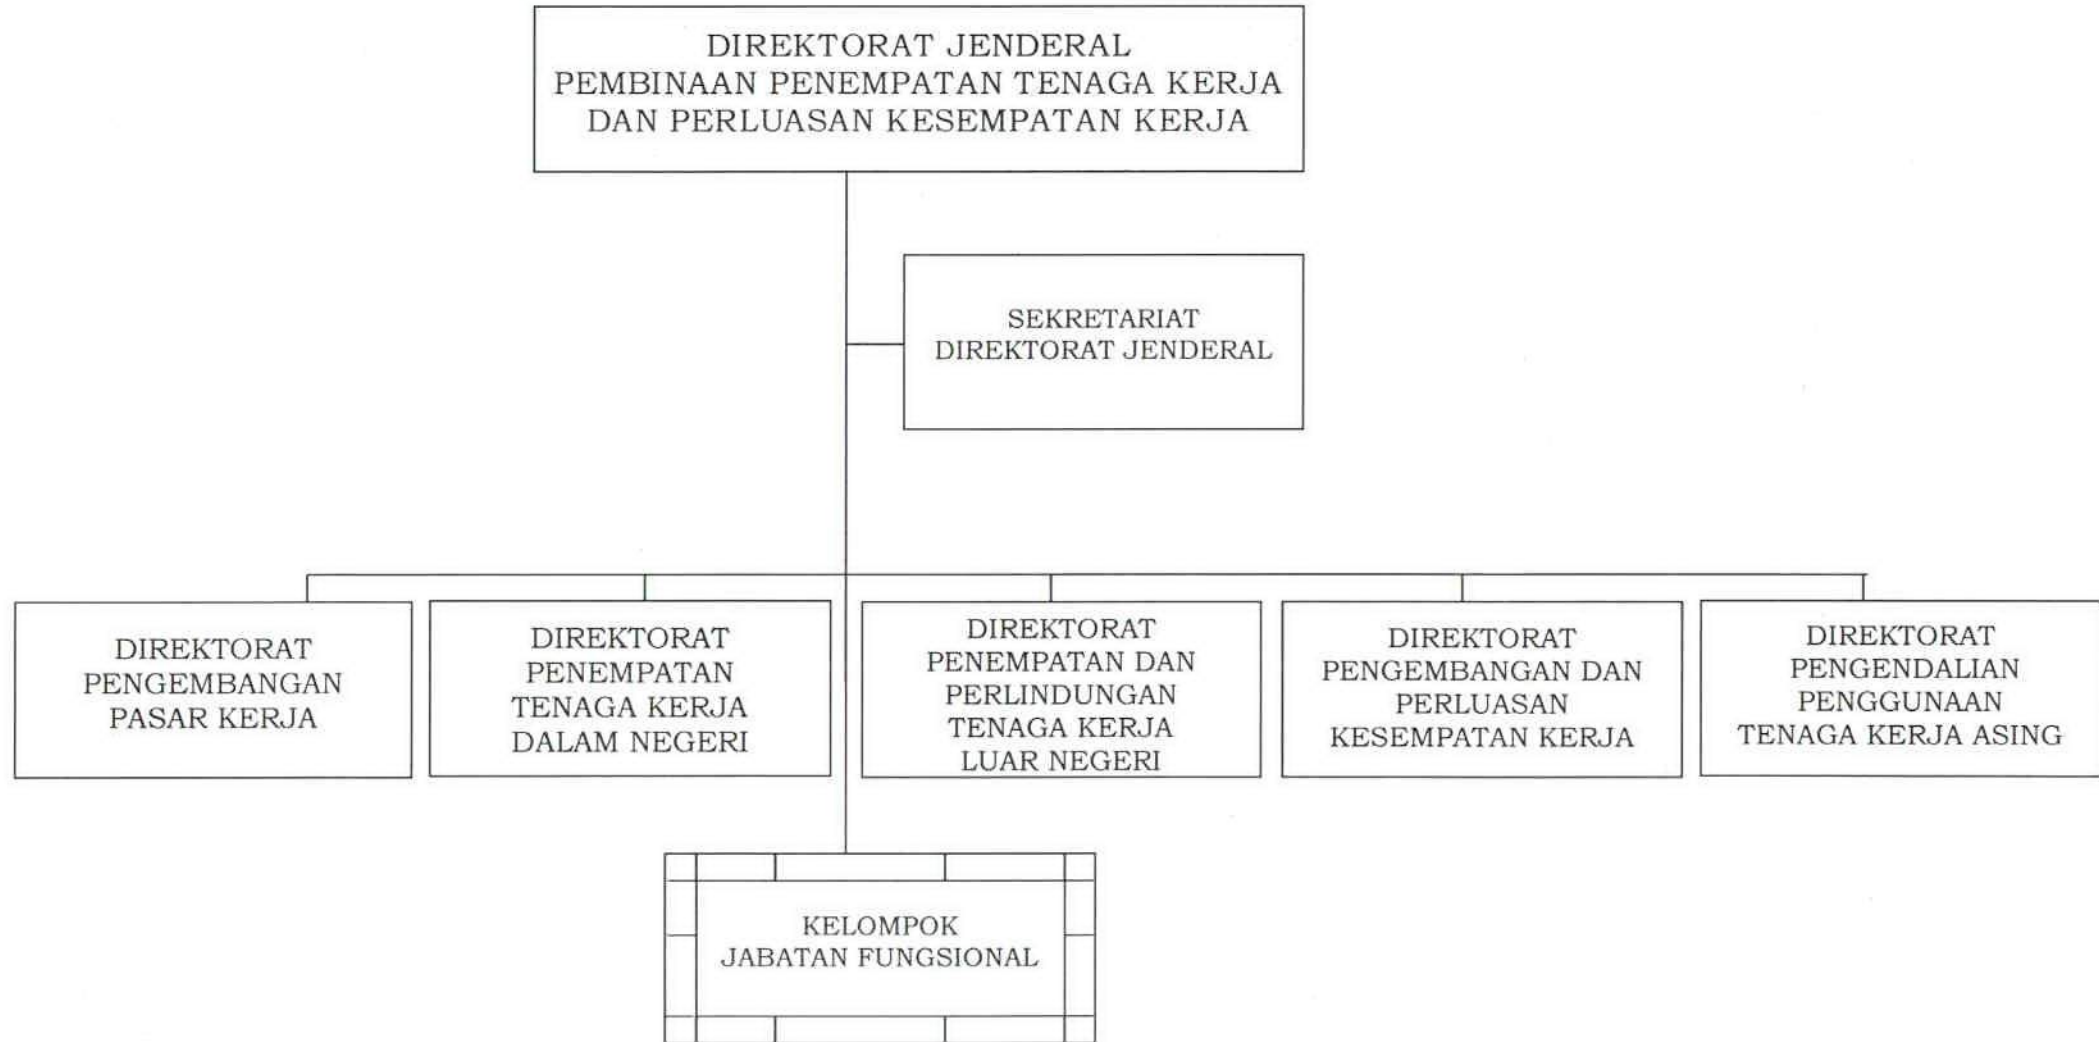 DIREKTORAT JENDERAL
PEMBINAAN PENEMPATAN TENAGA KERJA
DAN PERLUASAN KESEMPATAN KERJA
SEKRETARIAT
DIREKTORAT JENDERAL
DIREKTORAT
PENGEMBANGAN
PASAR KERJA
DIREKTORAT
PENEMPATAN
TENAGA KERJA
DALAM NEGERI
DIREKTORAT
PENEMPATAN DAN
PERLINDUNGAN
TENAGA KERJA
LUAR NEGERI
DIREKTORAT
PENGEMBANGAN DAN
PERLUASAN
KESEMPATAN KERJA
DIREKTORAT
PENGENDALIAN
PENGGUNAAN
TENAGA KERJA ASING
KELOMPOK
JABATAN FUNGSIONAL